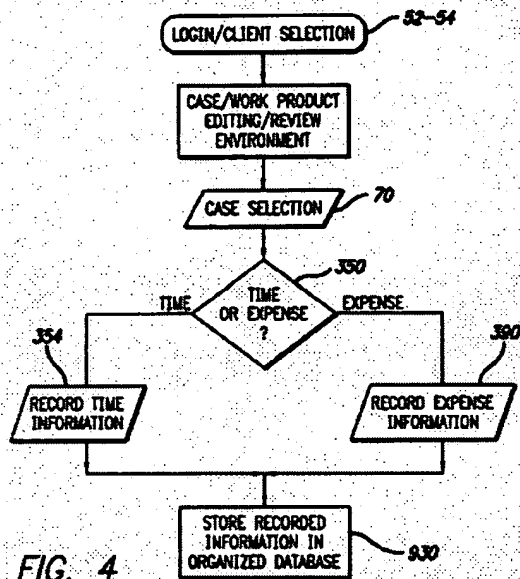 LOGIN/CLIENT SELECTION
52-54
CASE/WORK PRODUCT
EDITING/REVIEW
ENVIRONMENT
CASE SELECTION
70
350
TIME
OR EXPENSE
?
TIME
EXPENSE
354
RECORD TIME
INFORMATION
390
RECORD EXPENSE
INFORMATION
STORE RECORDED
INFORMATION IN
ORGANIZED DATABASE
930
FIG. 4